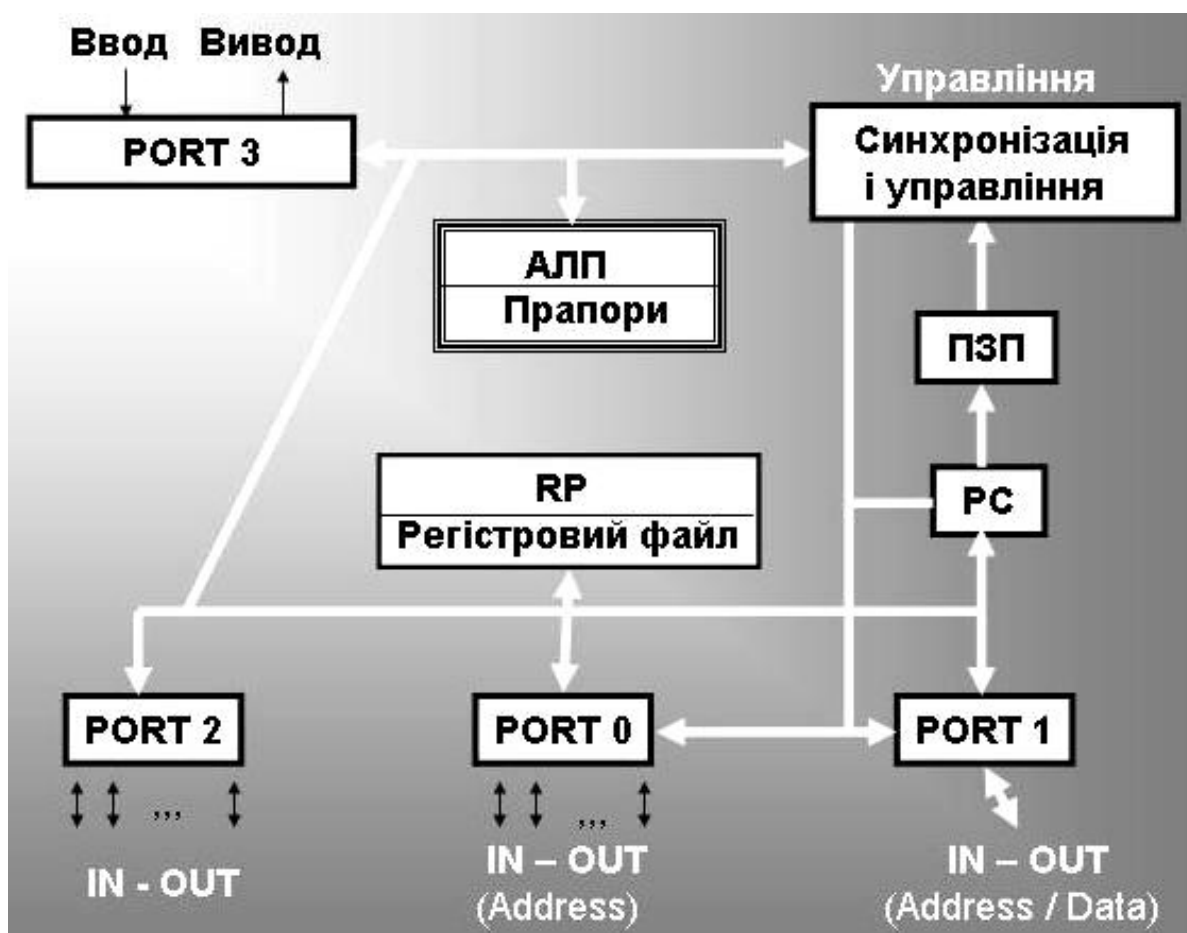 Ввод Вивод
Управління
PORT 3
Синхронізація
і управління
АЛП
Прапори
ПЗП
RP
Регістровий файл
PC
PORT 2
PORT 0
PORT 1
,,,
,,,
IN - OUT
IN – OUT
(Address)
IN – OUT
(Address / Data)